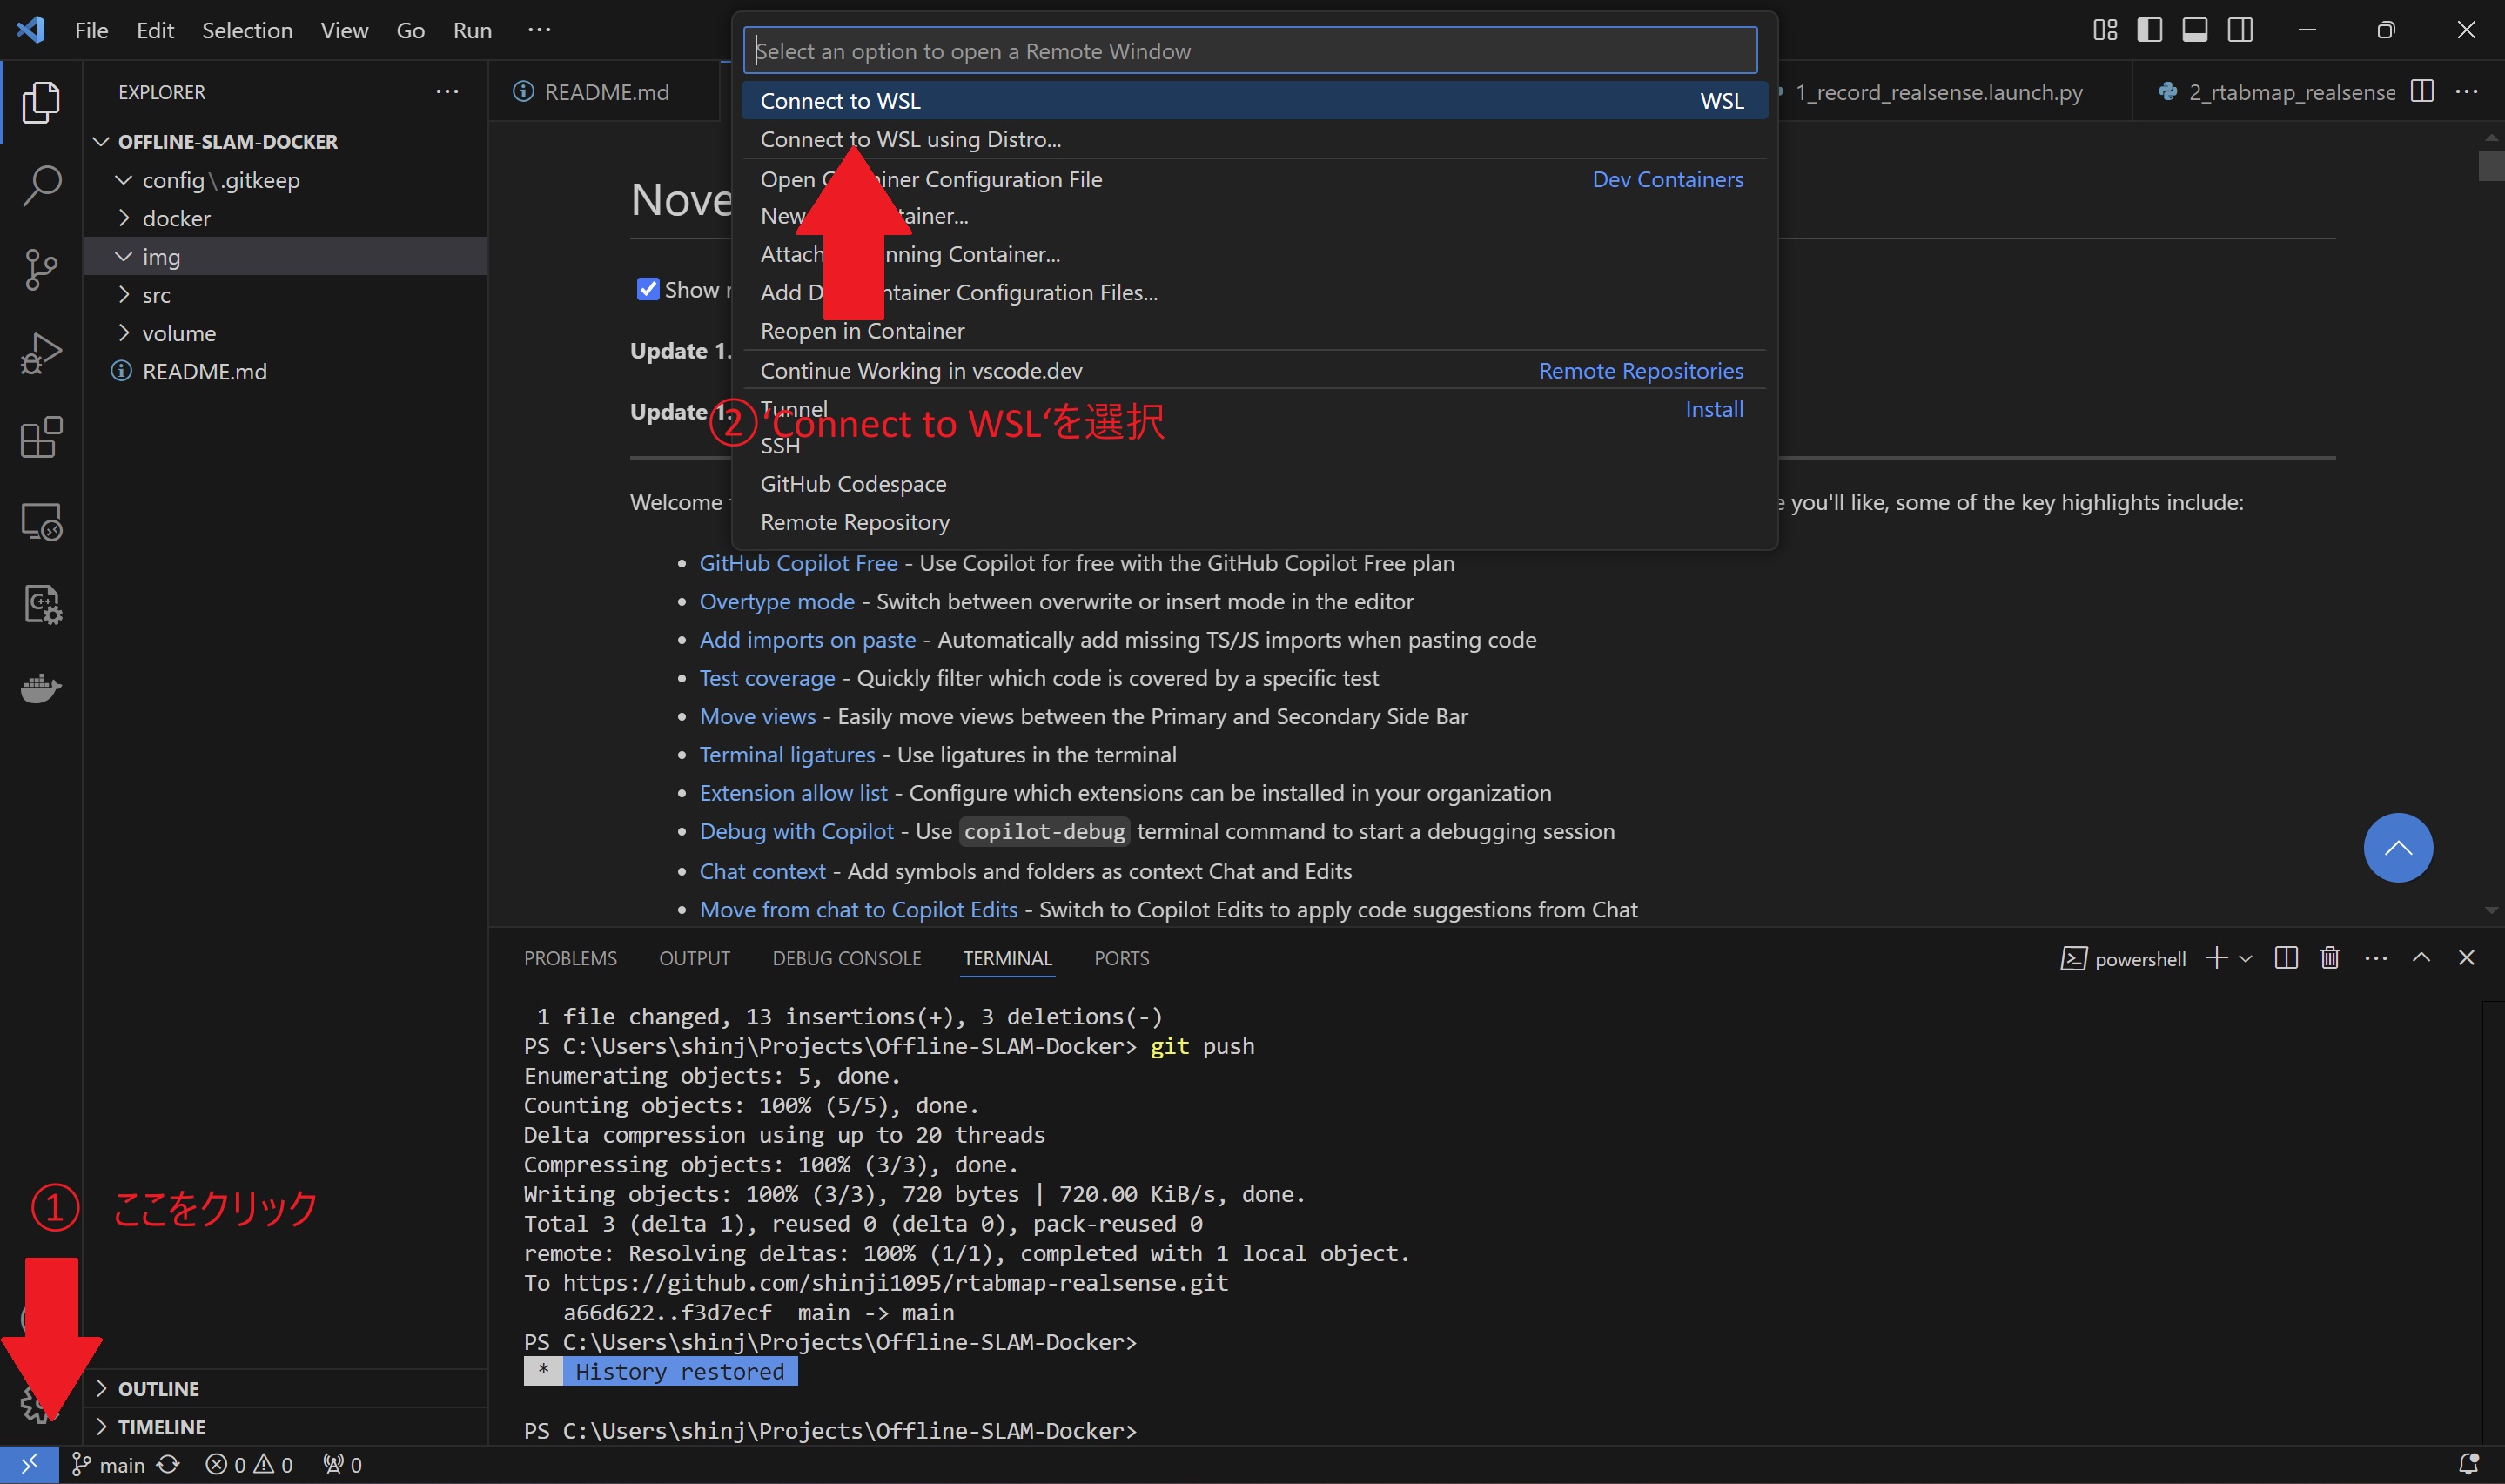 File Edit Selection View Go Run ···
Select an option to open a Remote Window
Connect to WSL WSL
Connect to WSL using Distro...
Open Container Configuration File Dev Containers
New tainer...
Attach nning Container...
Add D ntainer Configuration Files...
Reopen in Container
Continue Working in vscode.dev Remote Repositories
Tunnel Install
SSH
GitHub Codespace
Remote Repository
② 'Connect to WSL'を選択
EXPLORER
OFFLINE-SLAM-DOCKER
config\.gitkeep
docker
img
src
volume
README.md
① ここをクリック
OUTLINE
TIMELINE
README.md
1_record_realsense.launch.py
2_rtabmap_realsense
Nove
Show
Update 1.
Update 1.
Welcome you'll like, some of the key highlights include:
• GitHub Copilot Free - Use Copilot for free with the GitHub Copilot Free plan
• Overtype mode - Switch between overwrite or insert mode in the editor
• Add imports on paste - Automatically add missing TS/JS imports when pasting code
• Test coverage - Quickly filter which code is covered by a specific test
• Move views - Easily move views between the Primary and Secondary Side Bar
• Terminal ligatures - Use ligatures in the terminal
• Extension allow list - Configure which extensions can be installed in your organization
• Debug with Copilot - Use copilot-debug terminal command to start a debugging session
• Chat context - Add symbols and folders as context Chat and Edits
• Move from chat to Copilot Edits - Switch to Copilot Edits to apply code suggestions from Chat
PROBLEMS OUTPUT DEBUG CONSOLE TERMINAL PORTS
powershell
1 file changed, 13 insertions(+), 3 deletions(-)
PS C:\Users\shinj\Projects\Offline-SLAM-Docker> git push
Enumerating objects: 5, done.
Counting objects: 100% (5/5), done.
Delta compression using up to 20 threads
Compressing objects: 100% (3/3), done.
Writing objects: 100% (3/3), 720 bytes | 720.00 KiB/s, done.
Total 3 (delta 1), reused 0 (delta 0), pack-reused 0
remote: Resolving deltas: 100% (1/1), completed with 1 local object.
To https://github.com/shinji1095/rtabmap-realsense.git
a66d622..f3d7ecf main -> main
PS C:\Users\shinj\Projects\Offline-SLAM-Docker>
* History restored
PS C:\Users\shinj\Projects\Offline-SLAM-Docker>
main 0 0 0